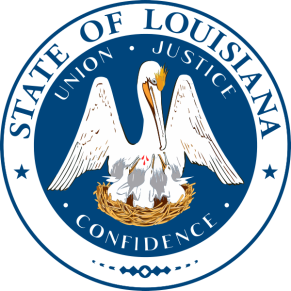 STATE OF LOUISIANA
UNION · JUSTICE
· CONFIDENCE ·